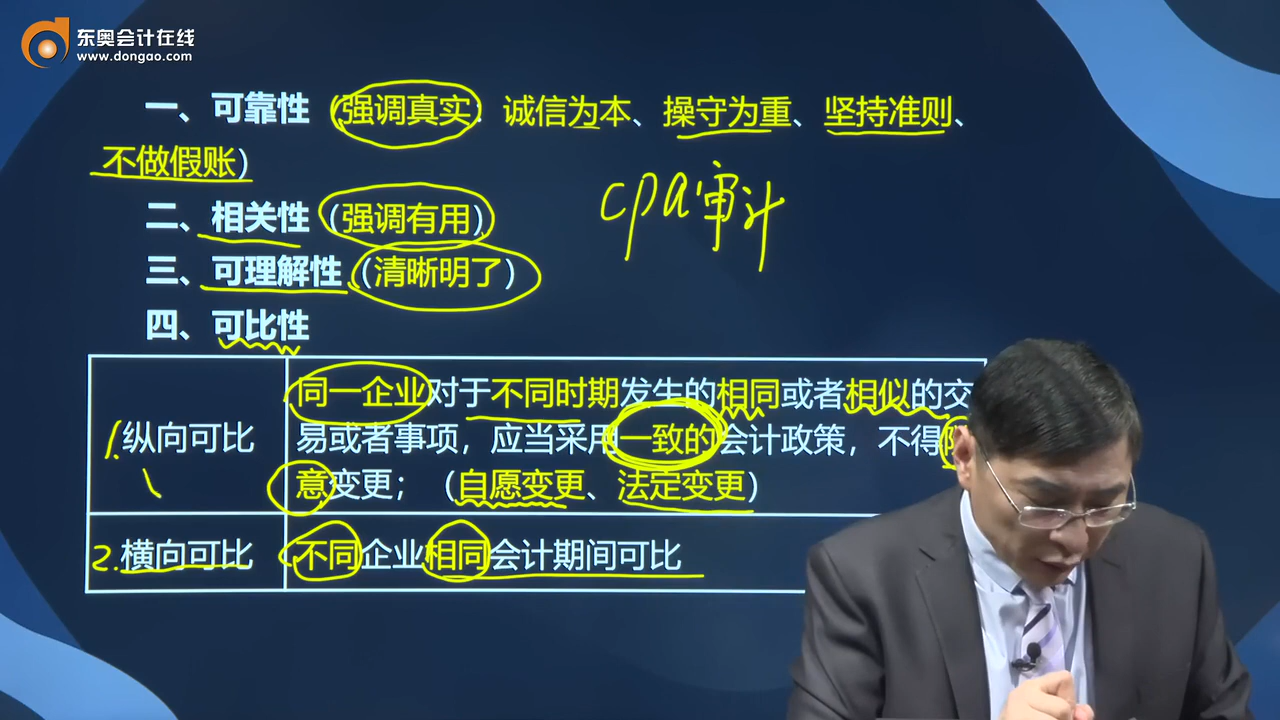 东奥会计在线
www.dongao.com
一、可靠性（强调真实：诚信为本、操守为重、坚持准则、
不做假账）
cpa审计
二、相关性（强调有用）
三、可理解性（清晰明了）
四、可比性
1.纵向可比
同一企业对于不同时期发生的相同或者相似的交
易或者事项，应当采用一致的会计政策，不得
意变更；（自愿变更、法定变更）
2.横向可比
不同企业相同会计期间可比